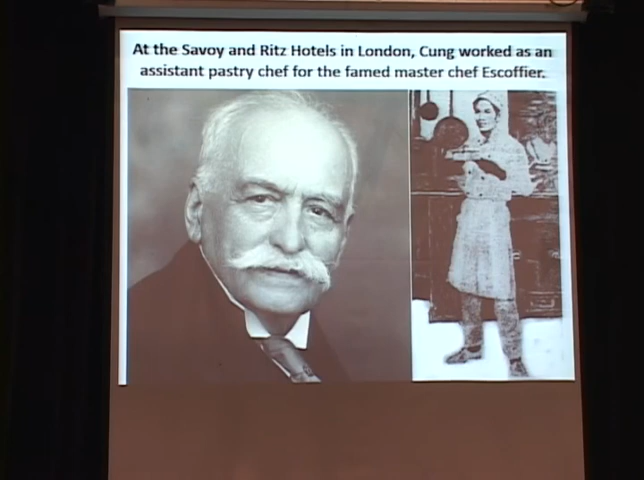 At the Savoy and Ritz Hotels in London, Cung worked as an
assistant pastry chef for the famed master chef Escoffier.